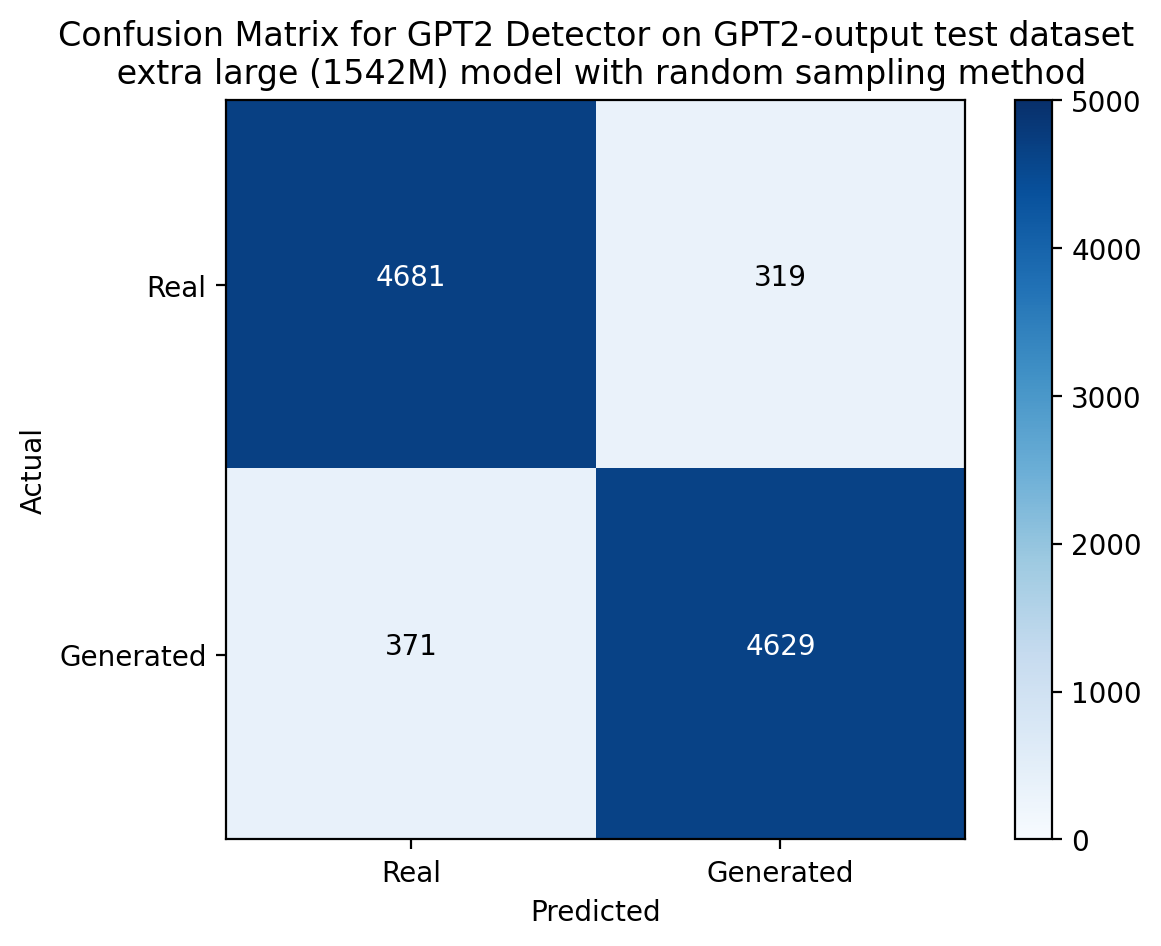 Confusion Matrix for GPT2 Detector on GPT2-output test dataset
extra large (1542M) model with random sampling method
5000
4681
319
4000
Real
3000
Actual
2000
371
4629
Generated
1000
0
Real
Generated
Predicted